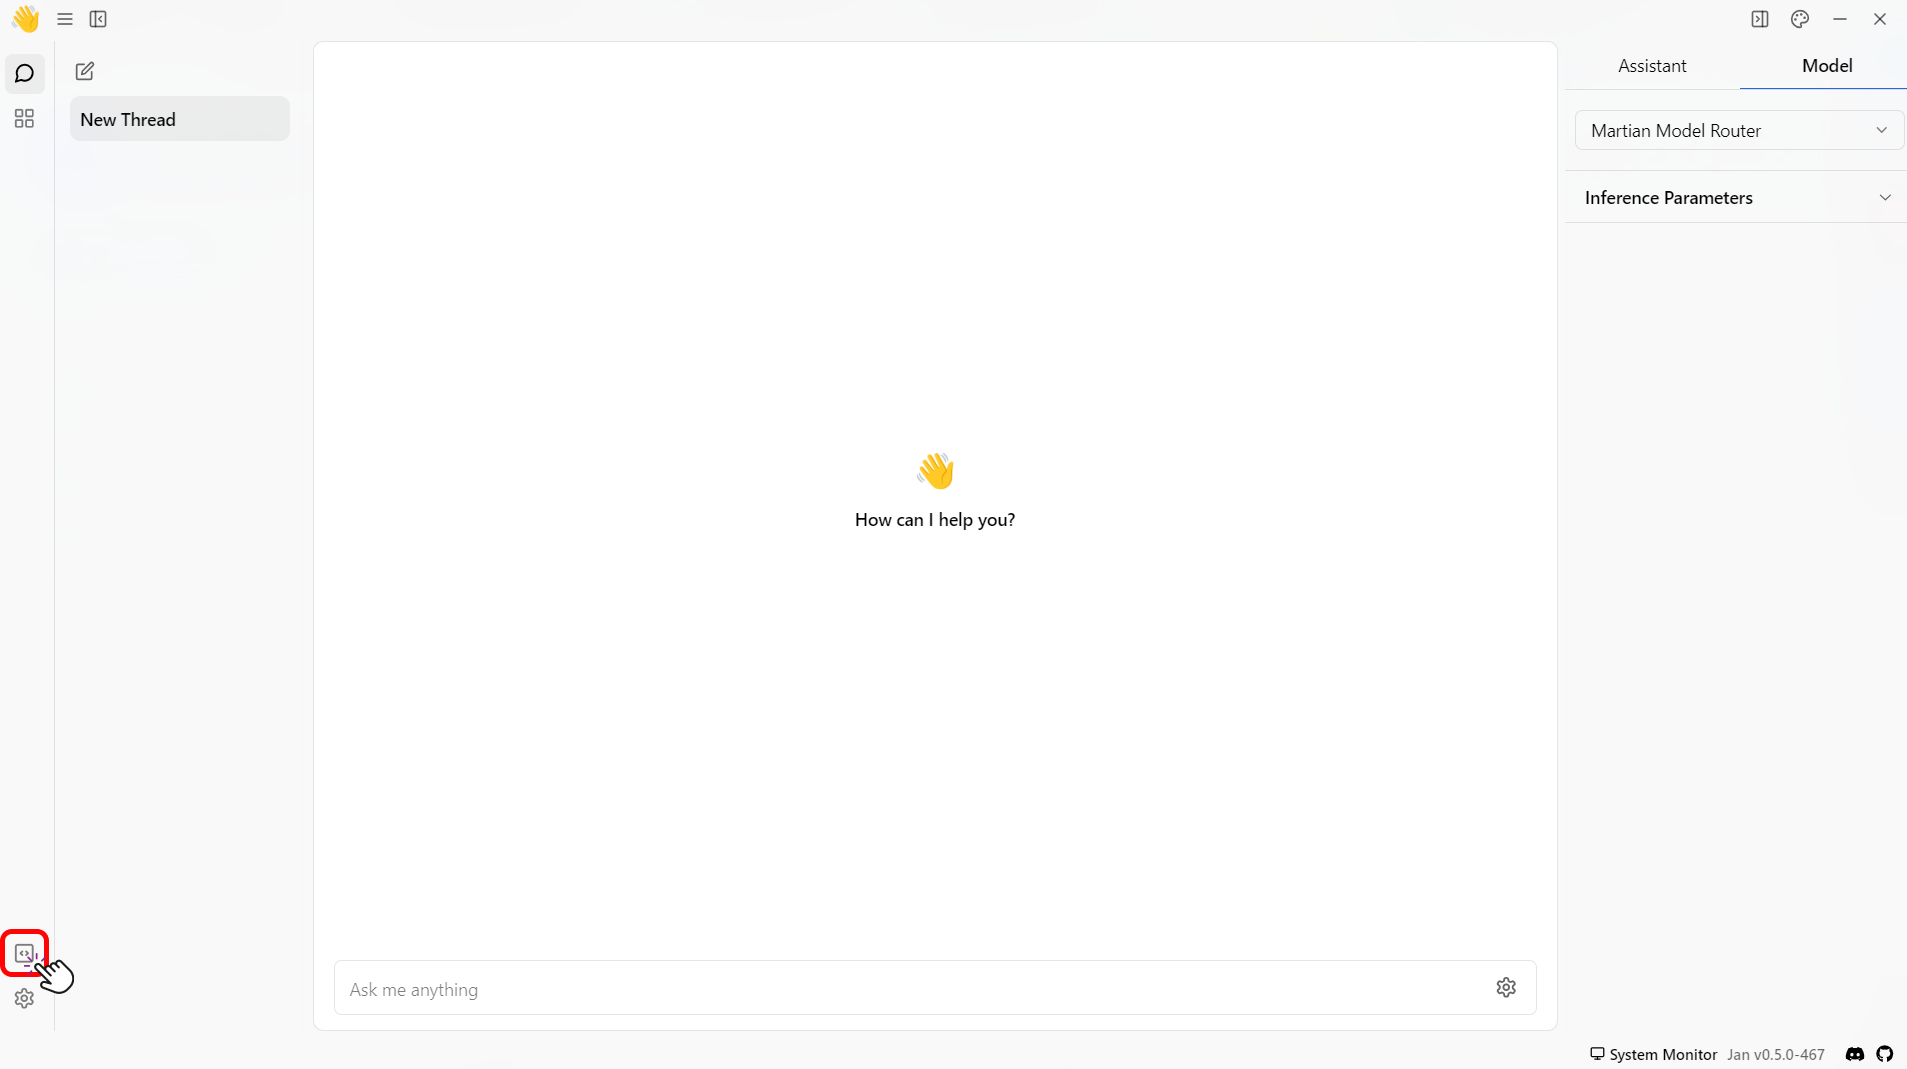 Assistant
Model
New Thread
Martian Model Router
Inference Parameters
How can I help you?
Ask me anything
System Monitor
Jan v0.5.0-467